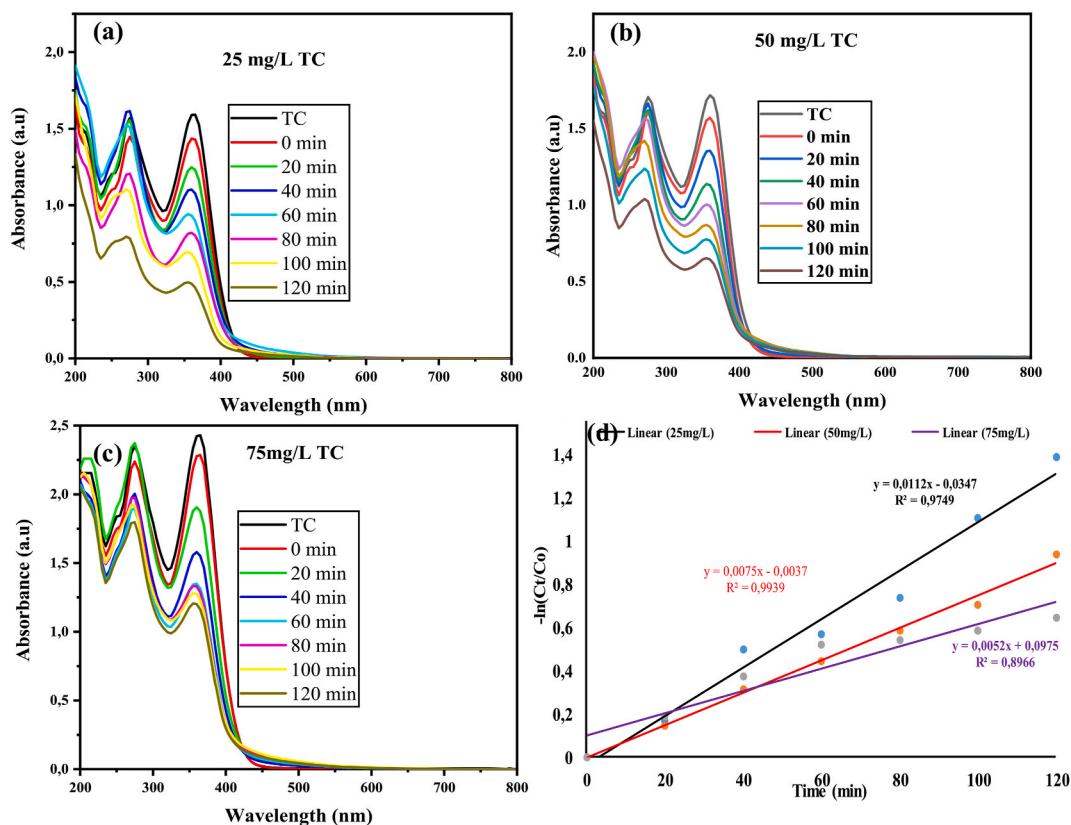 (a)
25 mg/L TC
TC
0 min
20 min
40 min
60 min
80 min
100 min
120 min
Absorbance (a.u)
2,0
1,5
1,0
0,5
0,0
200 300 400 500 600 700 800
Wavelength (nm)
(b)
50 mg/L TC
TC
0 min
20 min
40 min
60 min
80 min
100 min
120 min
Absorbance (a.u)
2,0
1,5
1,0
0,5
0,0
200 300 400 500 600 700 800
Wavelength (nm)
(c)
75mg/L TC
TC
0 min
20 min
40 min
60 min
80 min
100 min
120 min
Absorbance (a.u)
2,5
2,0
1,5
1,0
0,5
0,0
200 300 400 500 600 700 800
Wavelength (nm)
(d)
Linear (25mg/L) Linear (50mg/L) Linear (75mg/L)
y = 0,0112x - 0,0347
R² = 0,9749
y = 0,0075x - 0,0037
R² = 0,9939
y = 0,0052x + 0,0975
R² = 0,8966
-ln(Ct/Co)
1,4
1,2
1
0,8
0,6
0,4
0,2
0
0 20 40 60 80 100 120
Time (min)